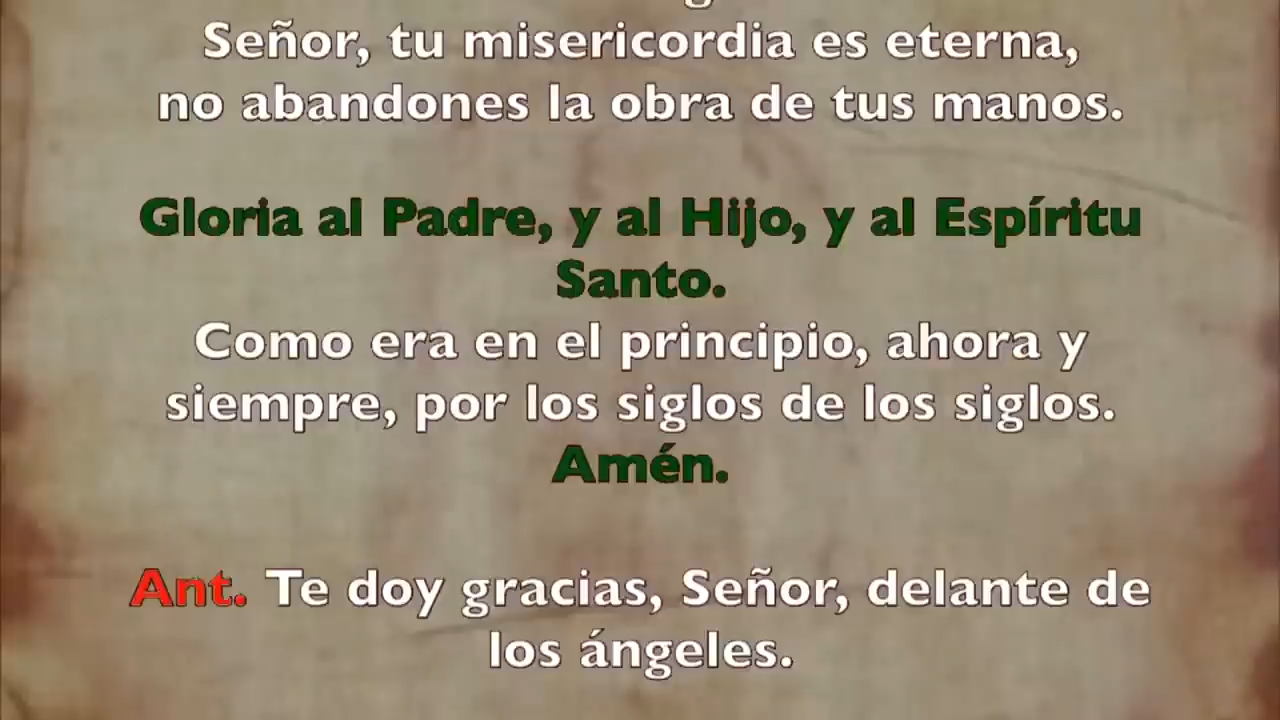 Señor, tu misericordia es eterna,
no abandones la obra de tus manos.
Gloria al Padre, y al Hijo, y al Espíritu
Santo.
Como era en el principio, ahora y
siempre, por los siglos de los siglos.
Amén.
Ant. Te doy gracias, Señor, delante de
los ángeles.